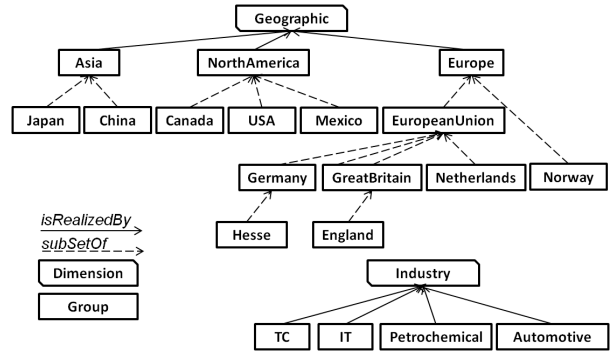 Geographic
Asia NorthAmerica Europe
Japan China Canada USA Mexico EuropeanUnion
Germany GreatBritain Netherlands Norway
isRealizedBy
subSetOf
Hesse England
Dimension Industry
Group
TC IT Petrochemical Automotive